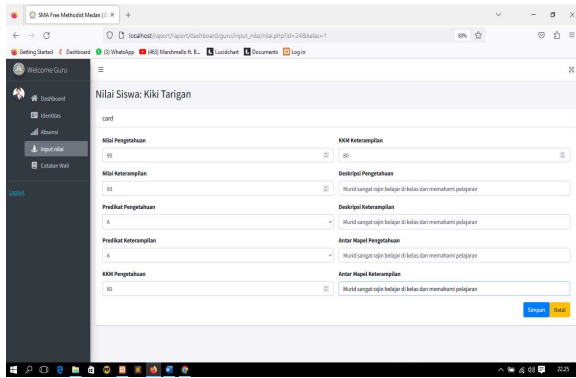 SMA Free Methodist Medan | D
localhost/raport/raport/dashboard/guru/input_nilai/nilai.php?id=24&kelas=1
80%
Getting Started
Dashboard
(3) WhatsApp
(463) Marshmello ft. B...
Lucidchart
Documents
Log in
Welcome Guru
Dashboard
Identitas
Absensi
Input nilai
Catatan Wali
Logout
Nilai Siswa: Kiki Tarigan
card
Nilai Pengetahuan
KKM Keterampilan
90
80
Nilai Keterampilan
Deskripsi Pengetahuan
93
Murid sangat rajin belajar di kelas dan memahami pelajaran
Predikat Pengetahuan
Deskripsi Keterampilan
A
Murid sangat rajin belajar di kelas dan memahami pelajaran
Predikat Keterampilan
Antar Mapel Pengetahuan
A
Murid sangat rajin belajar di kelas dan memahami pelajaran
KKM Pengetahuan
Antar Mapel Keterampilan
80
Murid sangat rajin belajar di kelas dan memahami pelajaran
Simpan
Batal
22.25